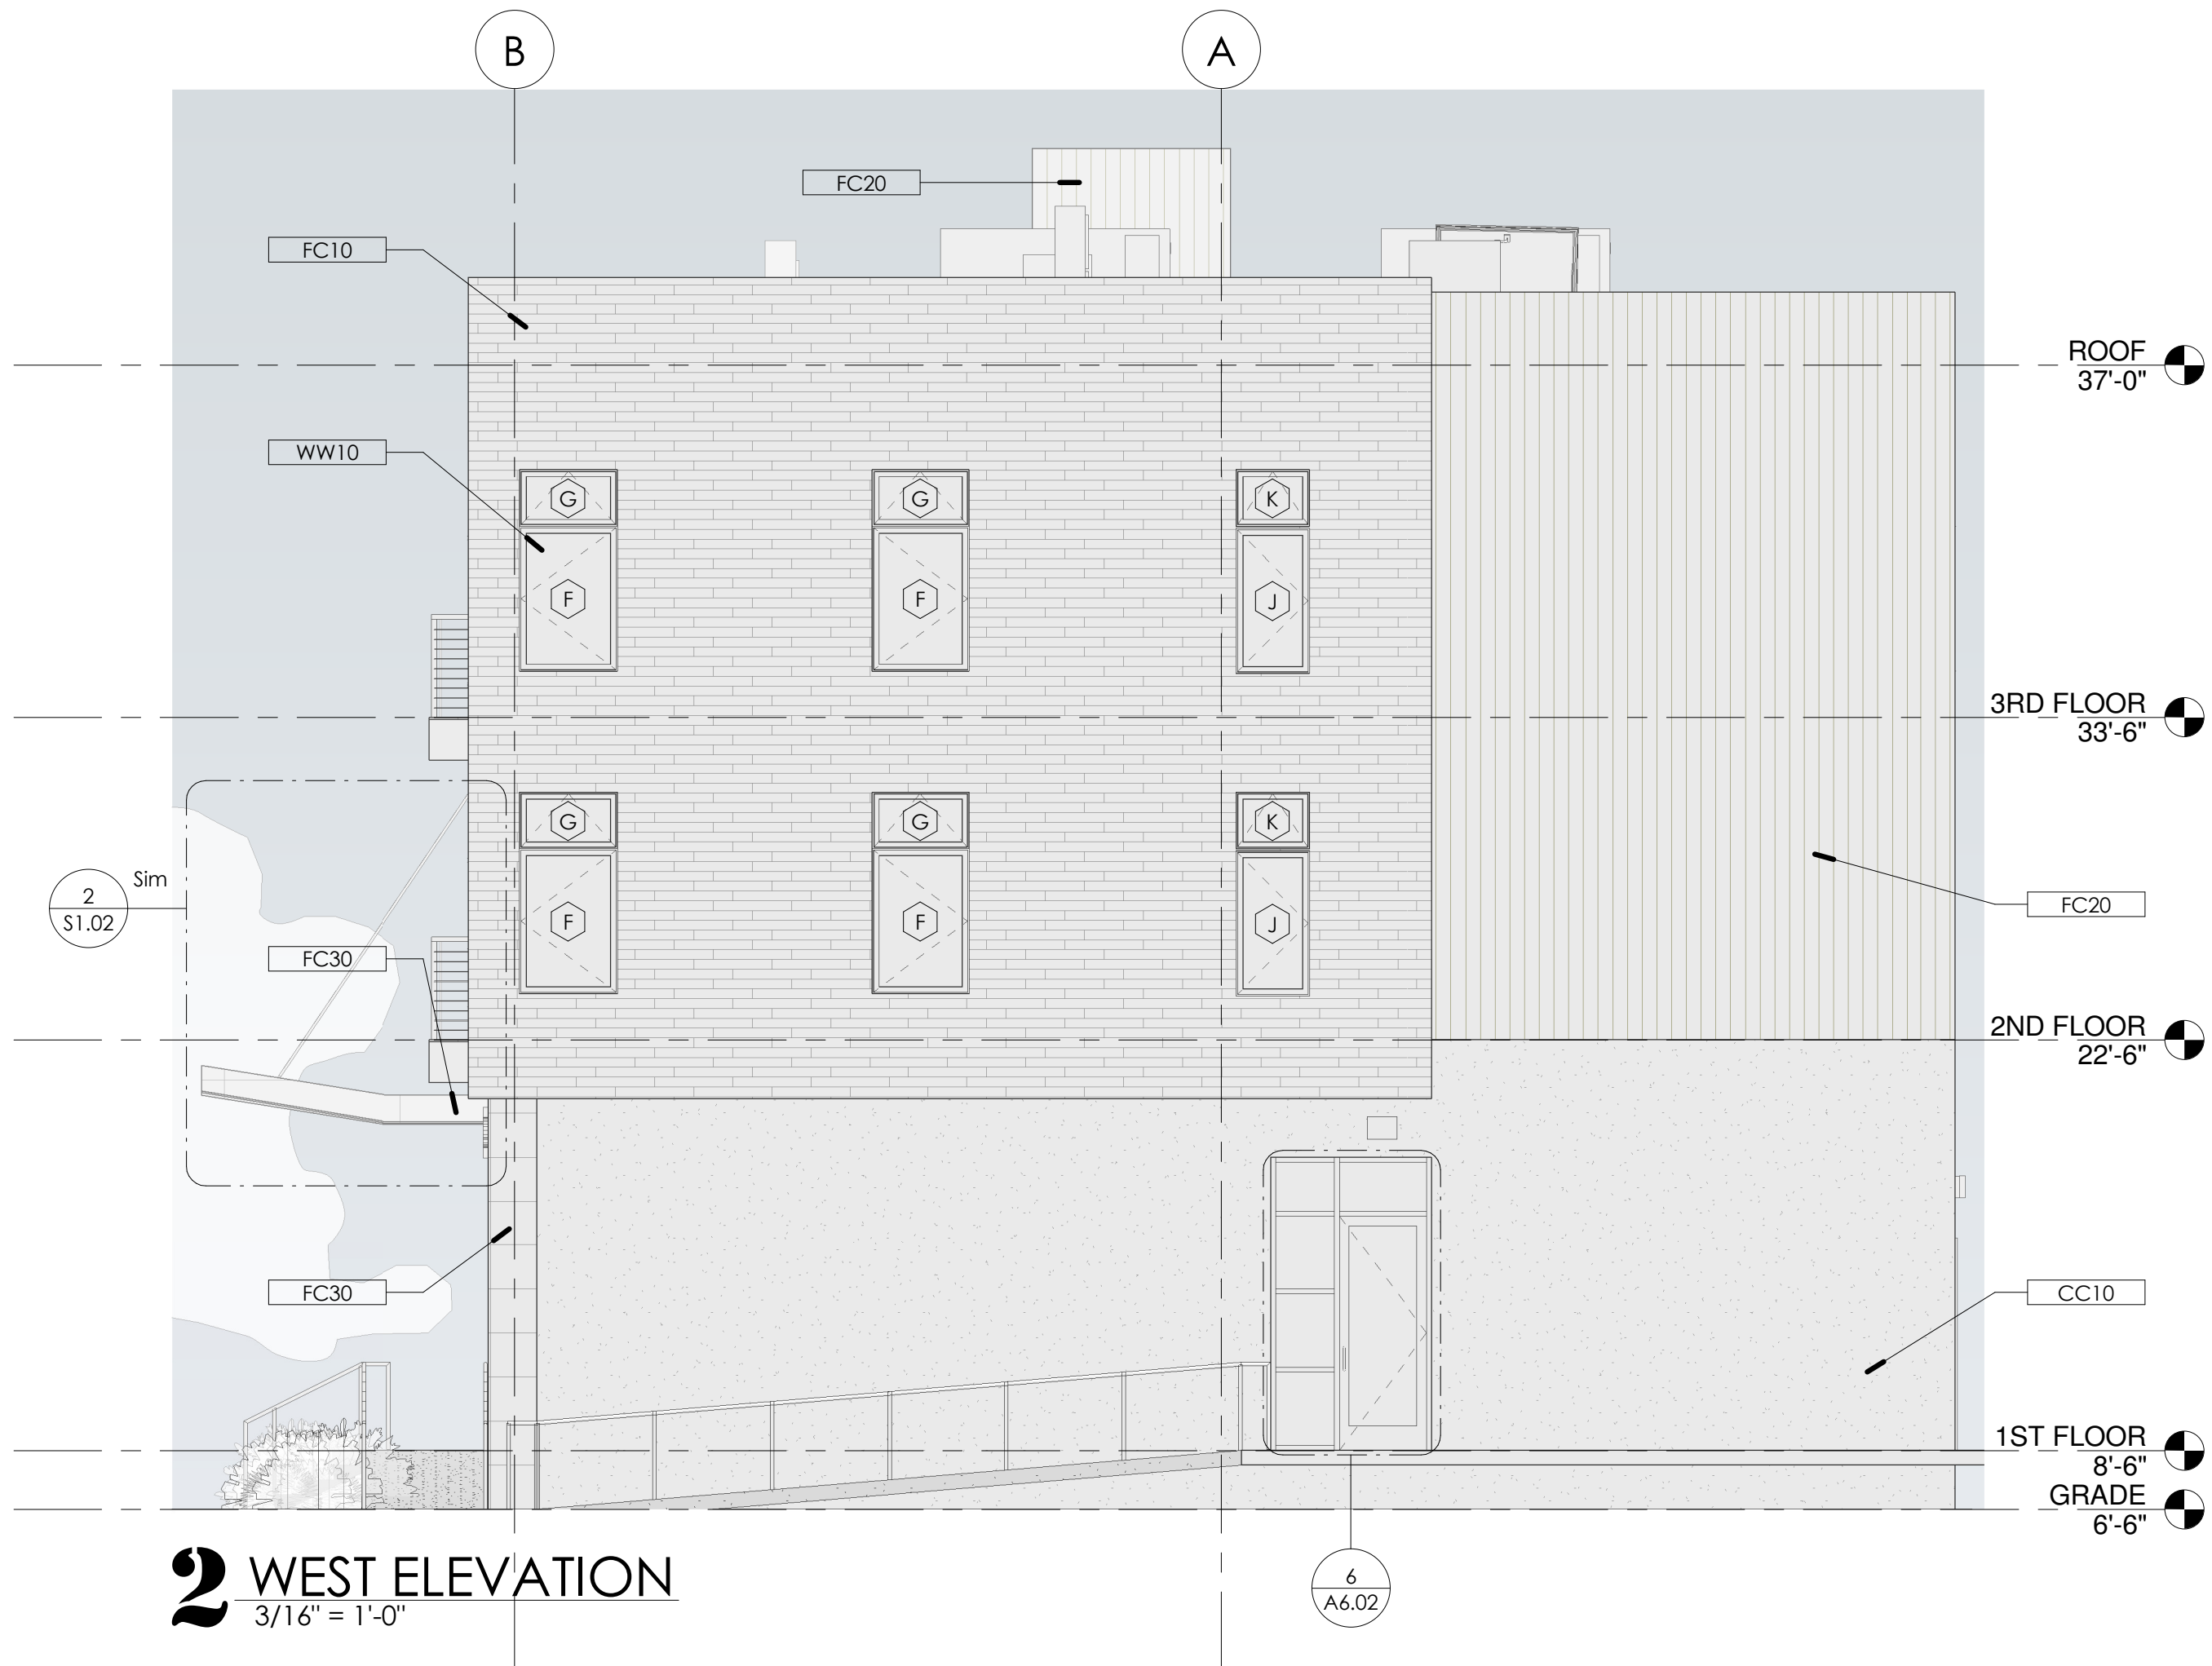 B
A
FC20
FC10
ROOF
37'-0"
WW10
G
G
K
F
F
J
3RD FLOOR
33'-6"
G
G
K
Sim
2
S1.02
F
F
J
FC20
FC30
2ND FLOOR
22'-6"
FC30
CC10
1ST FLOOR
8'-6"
GRADE
6'-6"
2 WEST ELEVATION
3/16" = 1'-0"
6
A6.02